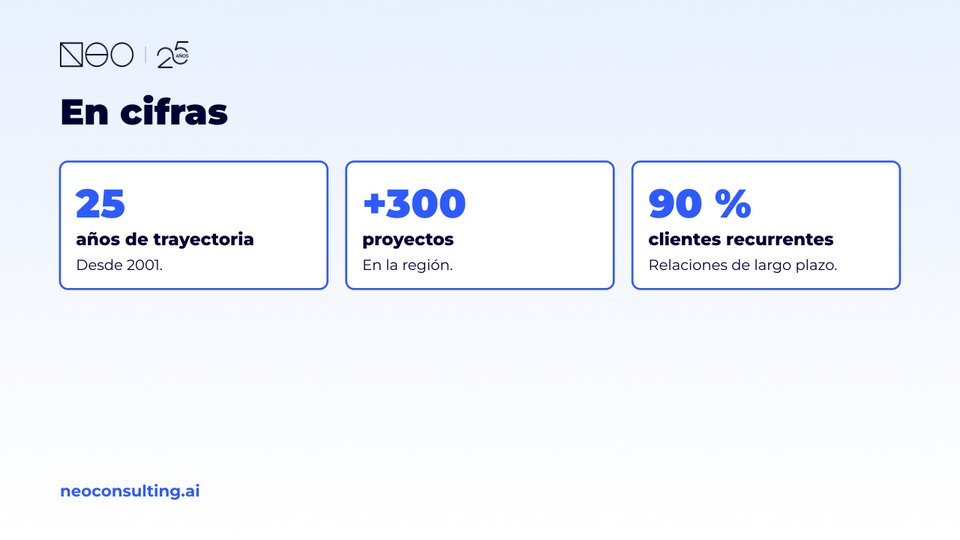 NEO | 25 AÑOS
En cifras
25
años de trayectoria
Desde 2001.
+300
proyectos
En la región.
90 %
clientes recurrentes
Relaciones de largo plazo.
neoconsulting.ai